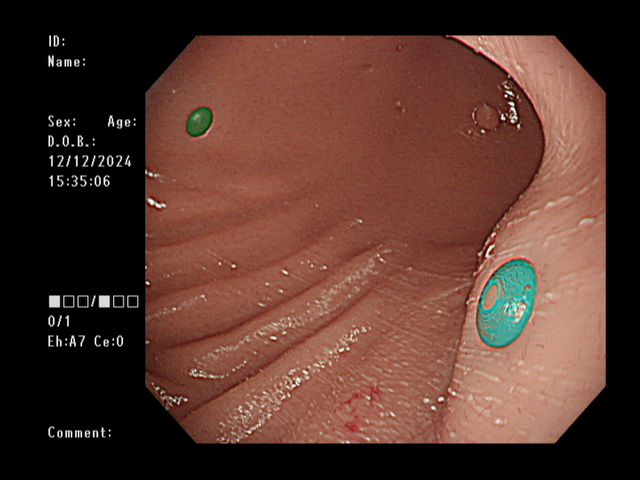 ID:
Name:
Sex: Age:
D.O.B.:
12/12/2024
15:35:06
■□□/■□□
0/1
Eh:A7 Ce:0
Comment: